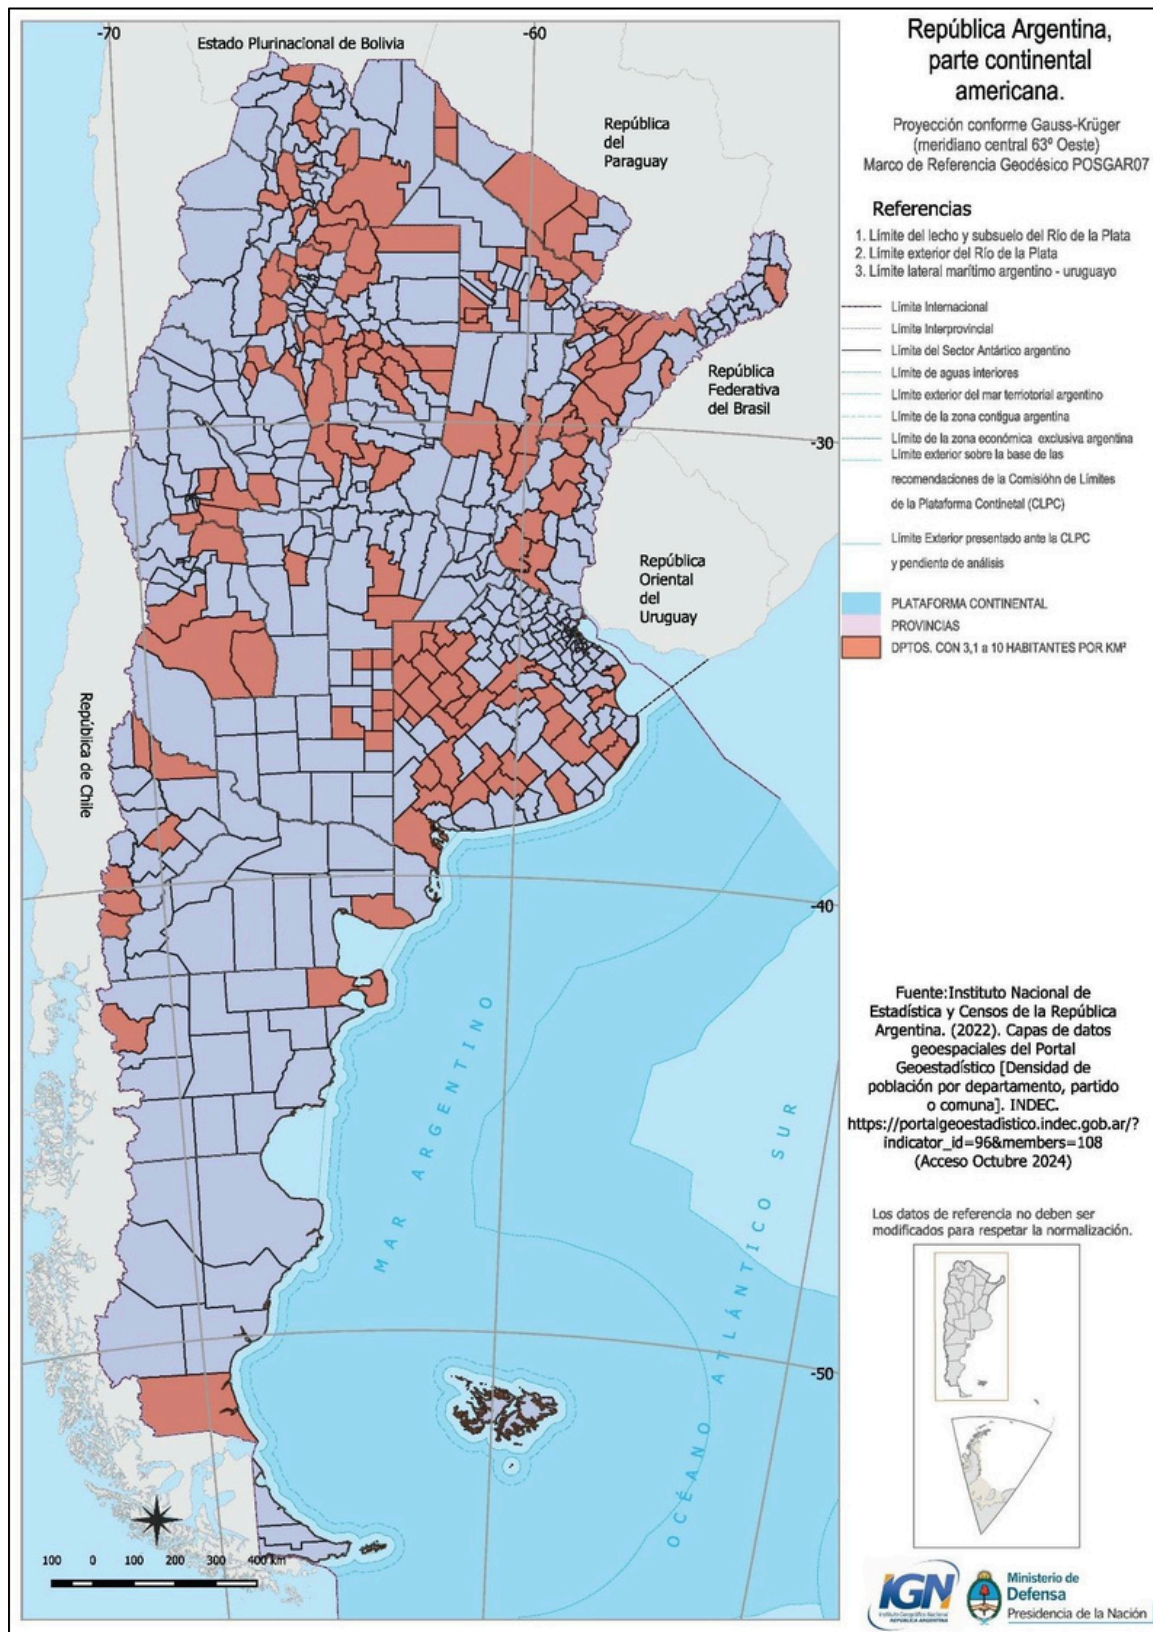 -70
-60
Estado Plurinacional de Bolivia
República
del
Paraguay
República
Federativa
del Brasil
-30
República
Oriental
del
Uruguay
República de Chile
-40
MAR ARGENTINO
OCÉANO ATLÁNTICO SUR
-50
100 0 100 200 300 400 km
República Argentina,
parte continental
americana.
Proyección conforme Gauss-Krüger
(meridiano central 63º Oeste)
Marco de Referencia Geodésico POSGAR07
Referencias
1. Límite del lecho y subsuelo del Río de la Plata
2. Límite exterior del Río de la Plata
3. Límite lateral marítimo argentino - uruguayo
Límite Internacional
Límite Interprovincial
Límite del Sector Antártico argentino
Límite de aguas interiores
Límite exterior del mar terriotorial argentino
Límite de la zona contigua argentina
Límite de la zona económica exclusiva argentina
Límite exterior sobre la base de las
recomendaciones de la Comisióhn de Límites
de la Plataforma Continetal (CLPC)
Límite Exterior presentado ante la CLPC
y pendiente de análisis
PLATAFORMA CONTINENTAL
PROVINCIAS
DPTOS. CON 3,1 a 10 HABITANTES POR KM²
Fuente:Instituto Nacional de
Estadística y Censos de la República
Argentina. (2022). Capas de datos
geoespaciales del Portal
Geoestadístico [Densidad de
población por departamento, partido
o comuna]. INDEC.
https://portalgeoestadistico.indec.gob.ar/?
indicator_id=96&members=108
(Acceso Octubre 2024)
Los datos de referencia no deben ser
modificados para respetar la normalización.
IGN
Instituto Geográfico Nacional
REPÚBLICA ARGENTINA
Ministerio de
Defensa
Presidencia de la Nación